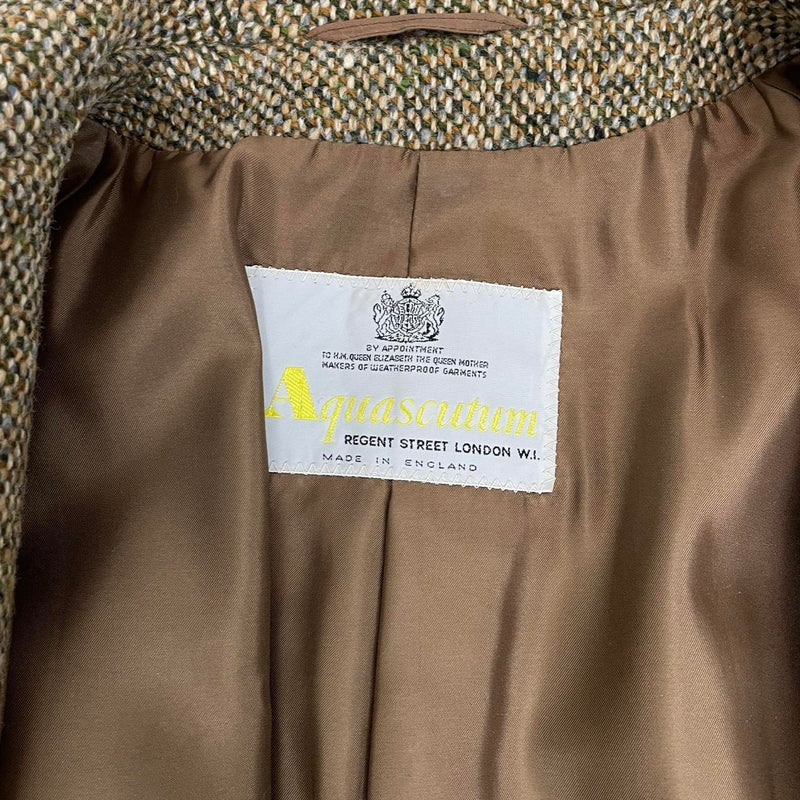 BY APPOINTMENT
TO H.M. QUEEN ELIZABETH THE QUEEN MOTHER
MAKERS OF WEATHERPROOF GARMENTS
Aquascutum
REGENT STREET LONDON W.I.
MADE IN ENGLAND